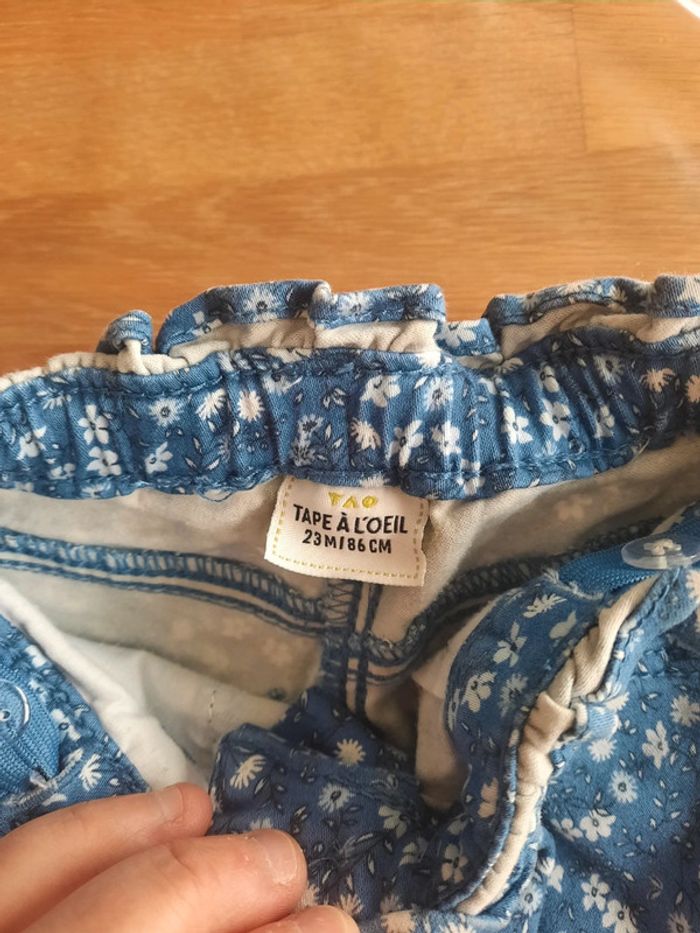 TAO
TAPE À L'OEIL
23M/86CM